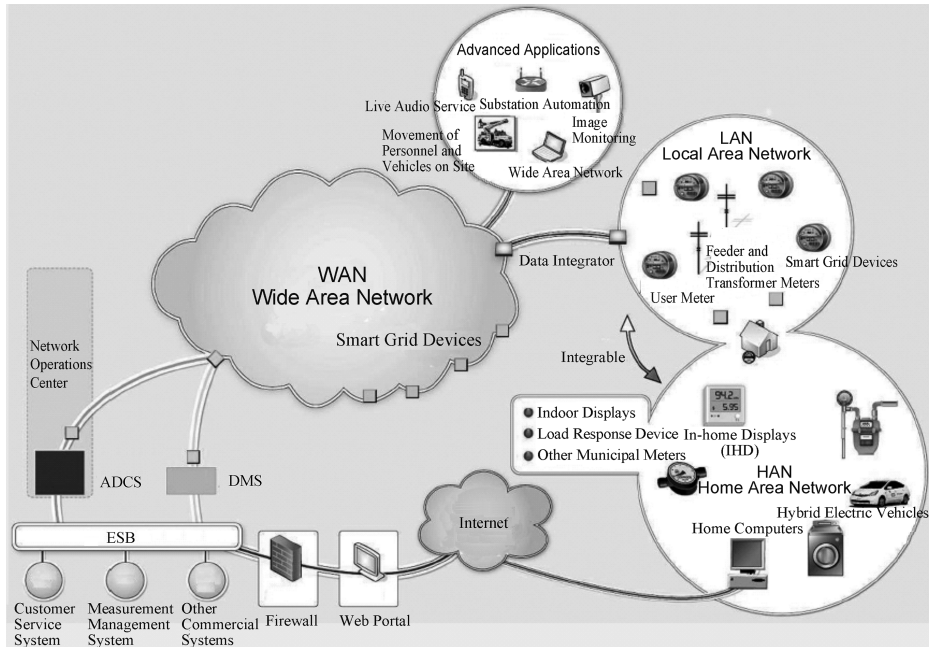 Advanced Applications
Live Audio Service
Substation Automation
Image
Monitoring
Movement of
Personnel and
Vehicles on Site
Wide Area Network
LAN
Local Area Network
Feeder and
Distribution
Transformer Meters
Smart Grid Devices
User Meter
Data Integrator
WAN
Wide Area Network
Smart Grid Devices
Integrable
Network
Operations
Center
ADCS
DMS
ESB
Customer
Service
System
Measurement
Management
System
Other
Commercial
Systems
Firewall
Web Portal
Internet
Indoor Displays
Load Response Device
Other Municipal Meters
94.2
5.95
In-home Displays
(IHD)
HAN
Home Area Network
Hybrid Electric Vehicles
Home Computers